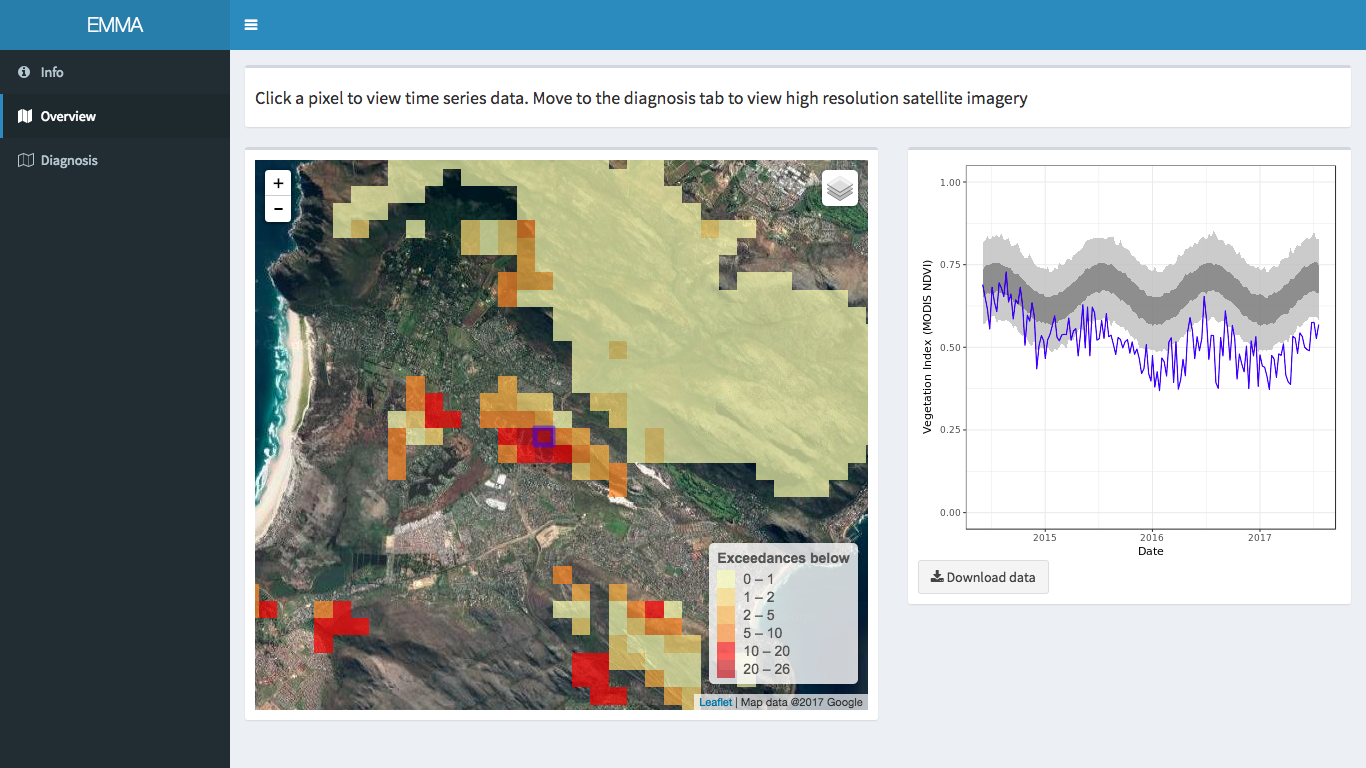 EMMA
Info
Overview
Diagnosis
Click a pixel to view time series data. Move to the diagnosis tab to view high resolution satellite imagery
+
−
Exceedances below
0 – 1
1 – 2
2 – 5
5 – 10
10 – 20
20 – 26
Leaflet | Map data @2017 Google
Vegetation Index (MODIS NDVI)
1.00
0.75
0.50
0.25
0.00
2015 2016 2017
Date
Download data